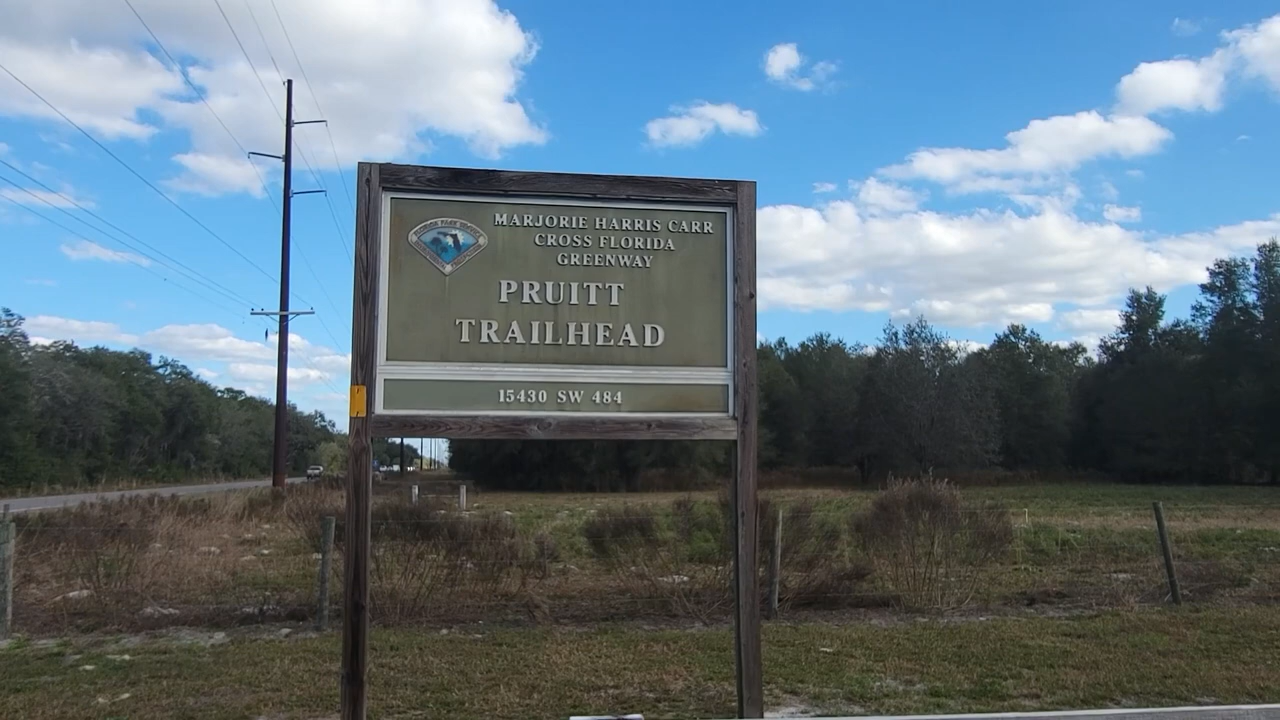 MARJORIE HARRIS CARR
CROSS FLORIDA
GREENWAY
PRUITT
TRAILHEAD
15430 SW 484